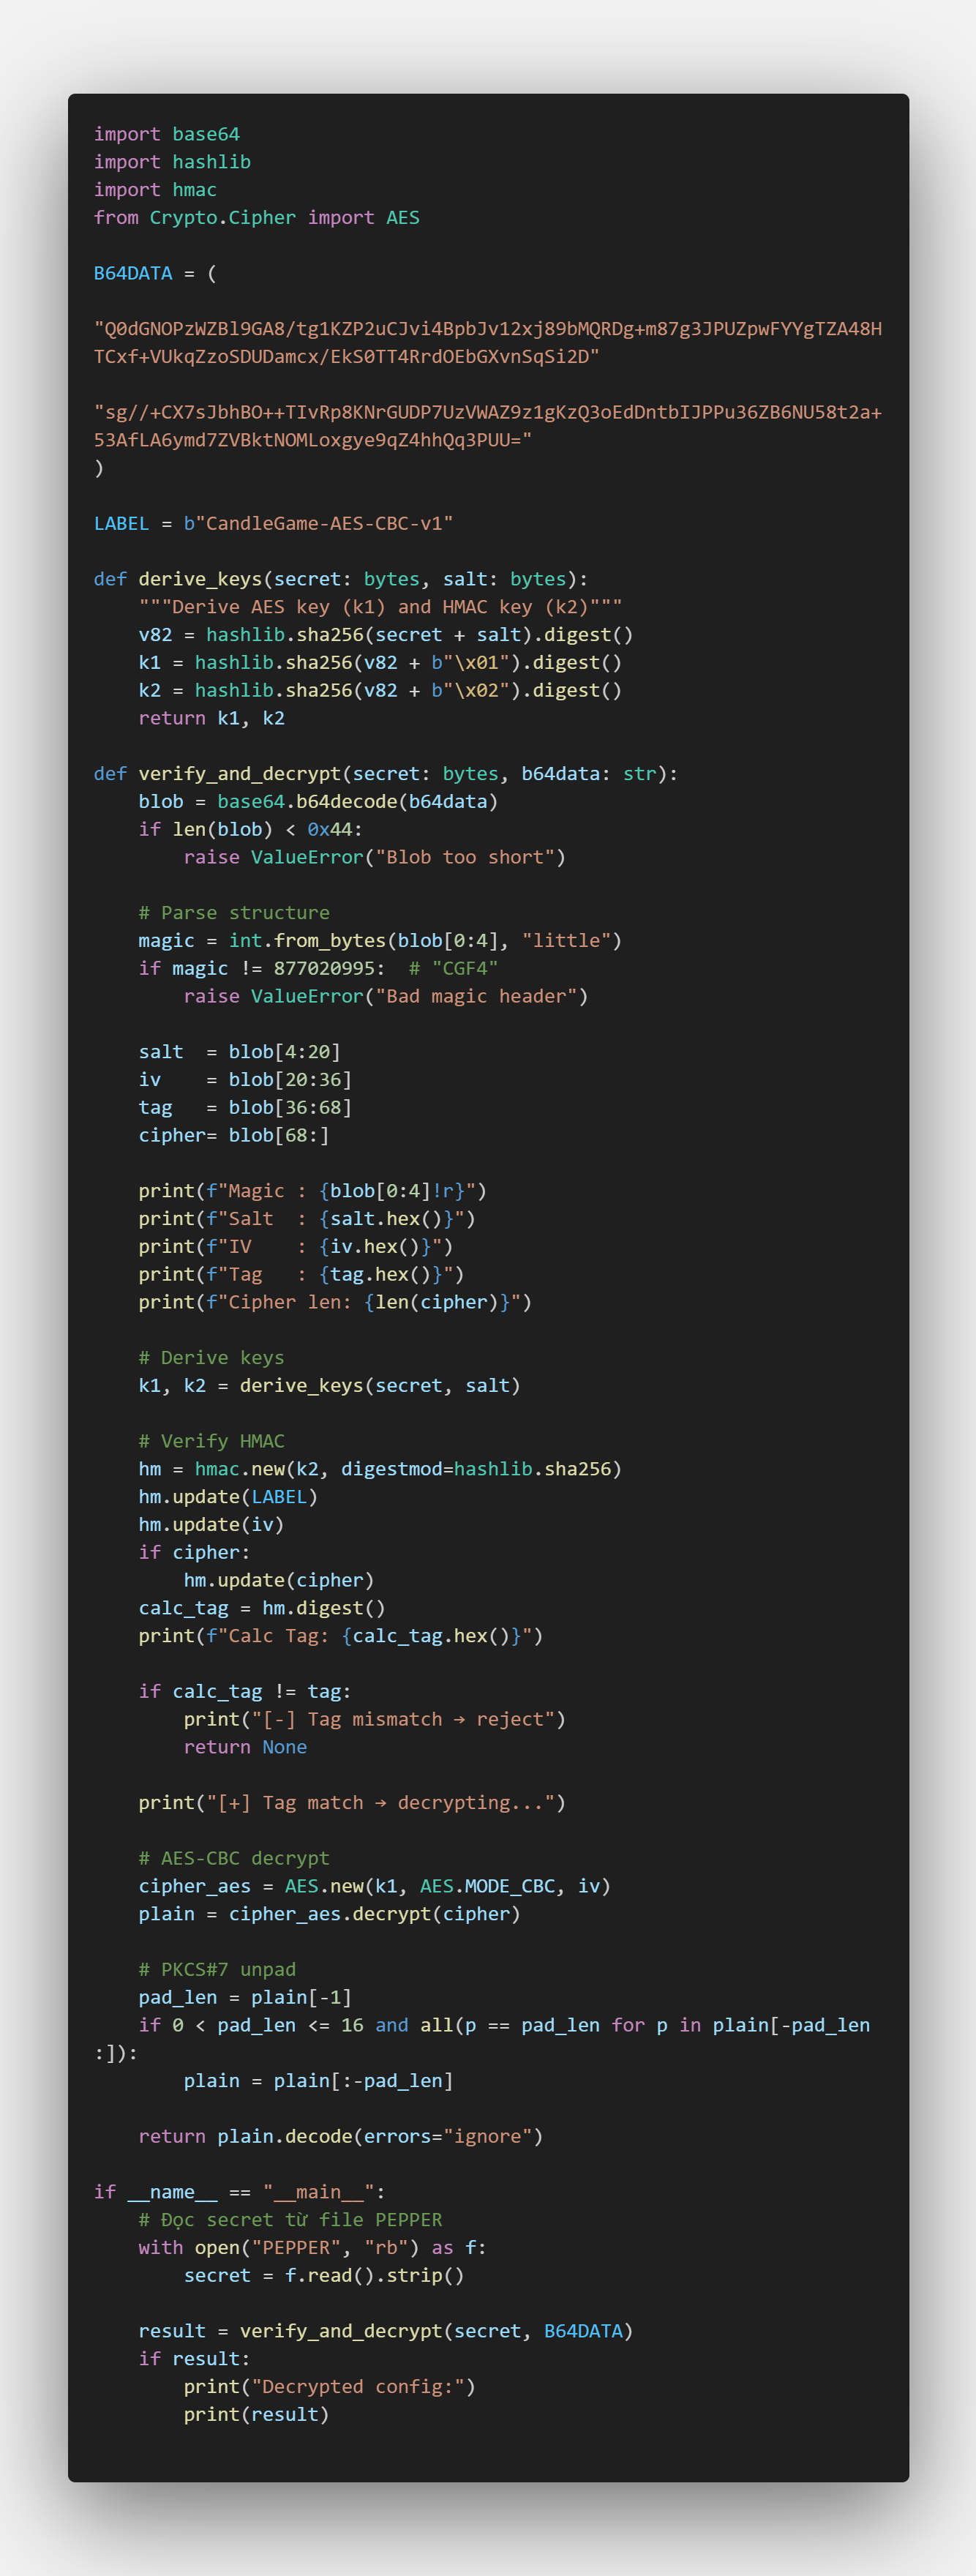 import base64
import hashlib
import hmac
from Crypto.Cipher import AES

B64DATA = (

"Q0dGNOPzWZBl9GA8/tg1KZP2uCJvi4BpbJv12xj89bMQRDg+m87g3JPUZpwFYYgTZA48H
TCxf+VUkqZzoSDUDamcx/EkS0TT4RrdOEbGXvnSqSi2D"

"sg//+CX7sJbhBO++TIvRp8KNrGUDP7UzVWAZ9z1gKzQ3oEdDntbIJPPu36ZB6NU58t2a+
53AfLA6ymd7ZVBktNOMLoxgye9qZ4hhQq3PUU="
)

LABEL = b"CandleGame-AES-CBC-v1"

def derive_keys(secret: bytes, salt: bytes):
    """Derive AES key (k1) and HMAC key (k2)"""
    v82 = hashlib.sha256(secret + salt).digest()
    k1 = hashlib.sha256(v82 + b"\x01").digest()
    k2 = hashlib.sha256(v82 + b"\x02").digest()
    return k1, k2

def verify_and_decrypt(secret: bytes, b64data: str):
    blob = base64.b64decode(b64data)
    if len(blob) < 0x44:
        raise ValueError("Blob too short")

    # Parse structure
    magic = int.from_bytes(blob[0:4], "little")
    if magic != 877020995:  # "CGF4"
        raise ValueError("Bad magic header")

    salt  = blob[4:20]
    iv    = blob[20:36]
    tag   = blob[36:68]
    cipher= blob[68:]

    print(f"Magic : {blob[0:4]!r}")
    print(f"Salt  : {salt.hex()}")
    print(f"IV    : {iv.hex()}")
    print(f"Tag   : {tag.hex()}")
    print(f"Cipher len: {len(cipher)}")

    # Derive keys
    k1, k2 = derive_keys(secret, salt)

    # Verify HMAC
    hm = hmac.new(k2, digestmod=hashlib.sha256)
    hm.update(LABEL)
    hm.update(iv)
    if cipher:
        hm.update(cipher)
    calc_tag = hm.digest()
    print(f"Calc Tag: {calc_tag.hex()}")

    if calc_tag != tag:
        print("[-] Tag mismatch → reject")
        return None

    print("[+] Tag match → decrypting...")

    # AES-CBC decrypt
    cipher_aes = AES.new(k1, AES.MODE_CBC, iv)
    plain = cipher_aes.decrypt(cipher)

    # PKCS#7 unpad
    pad_len = plain[-1]
    if 0 < pad_len <= 16 and all(p == pad_len for p in plain[-pad_len
:]):
        plain = plain[:-pad_len]

    return plain.decode(errors="ignore")

if __name__ == "__main__":
    # Đọc secret từ file PEPPER
    with open("PEPPER", "rb") as f:
        secret = f.read().strip()

    result = verify_and_decrypt(secret, B64DATA)
    if result:
        print("Decrypted config:")
        print(result)